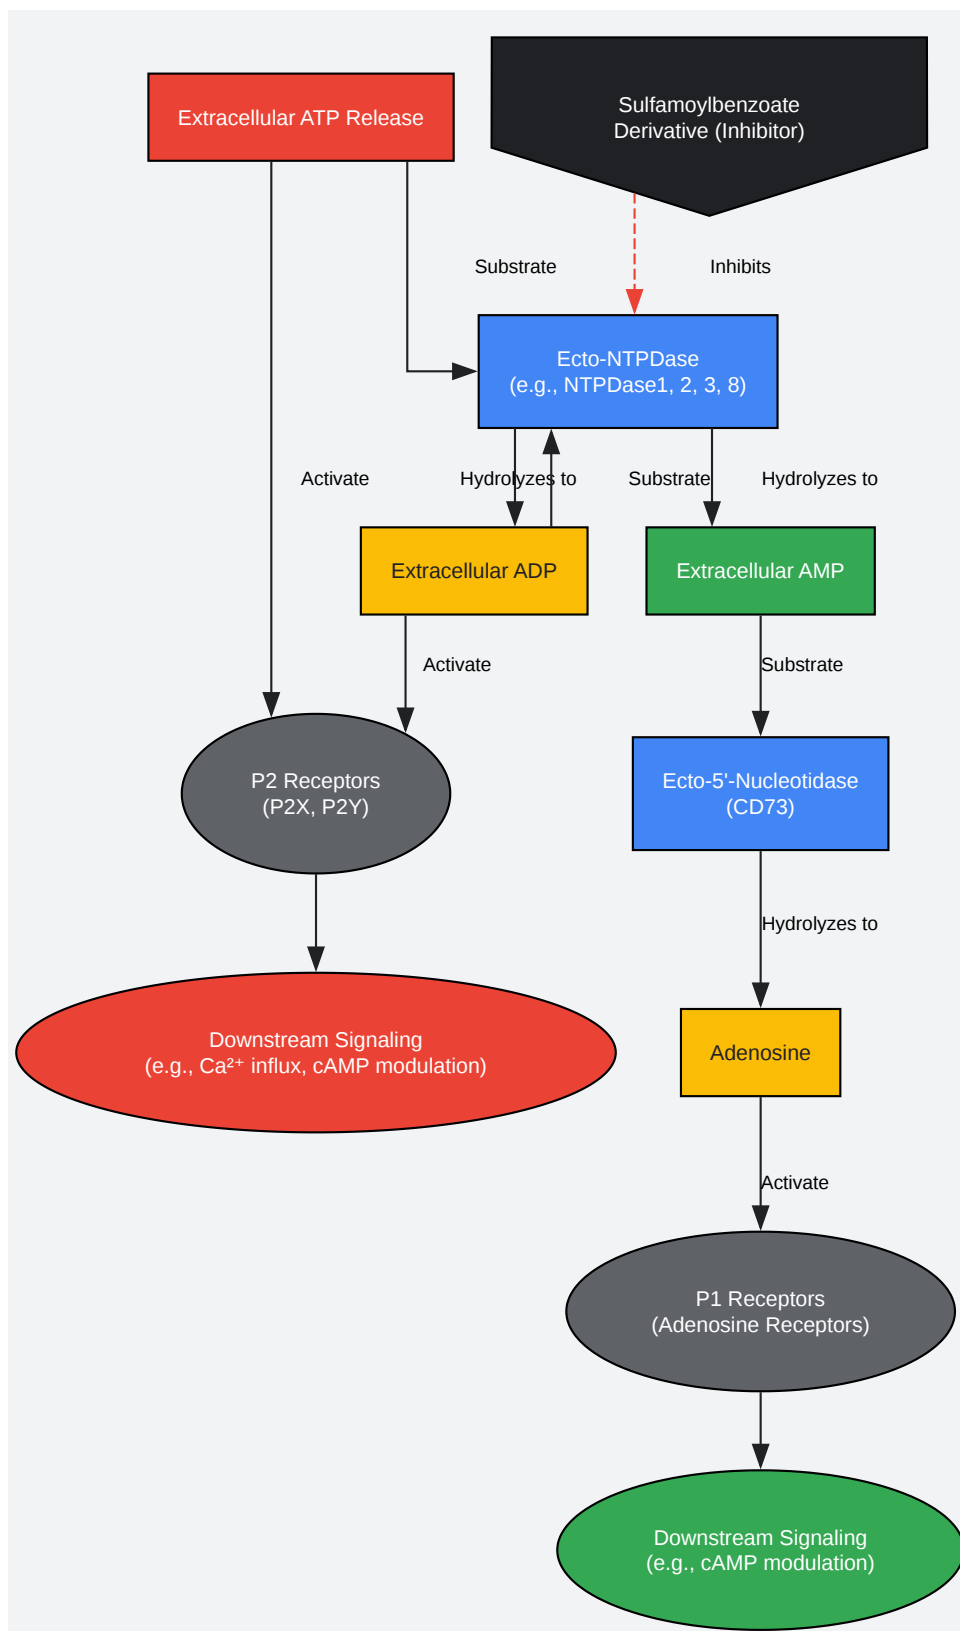 Extracellular ATP Release
Sulfamoylbenzoate
Derivative (Inhibitor)
Substrate
Inhibits
Ecto-NTPDase
(e.g., NTPDase1, 2, 3, 8)
Activate
Hydrolyzes to
Substrate
Hydrolyzes to
Extracellular ADP
Extracellular AMP
Activate
Substrate
P2 Receptors
(P2X, P2Y)
Ecto-5'-Nucleotidase
(CD73)
Hydrolyzes to
Downstream Signaling
(e.g., Ca²⁺ influx, cAMP modulation)
Adenosine
Activate
P1 Receptors
(Adenosine Receptors)
Downstream Signaling
(e.g., cAMP modulation)